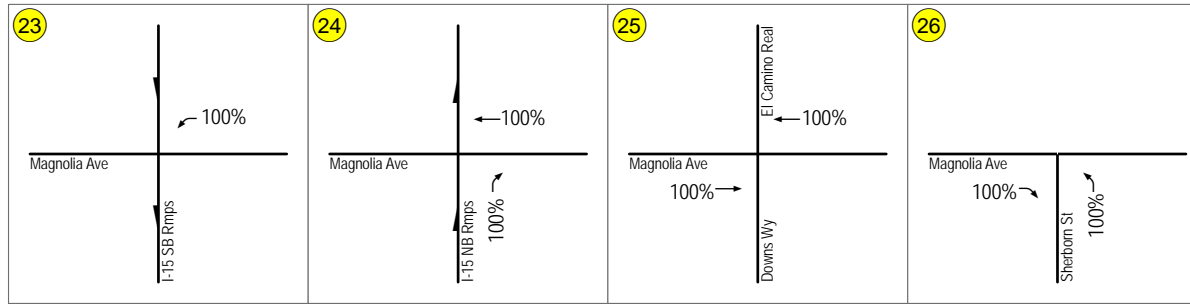 23
100%
Magnolia Ave
I-15 SB Rmps
24
100%
Magnolia Ave
100%
I-15 NB Rmps
25
El Camino Real
100%
Magnolia Ave
100%
Downs Wy
26
Magnolia Ave
100%
100%
Sherborn St